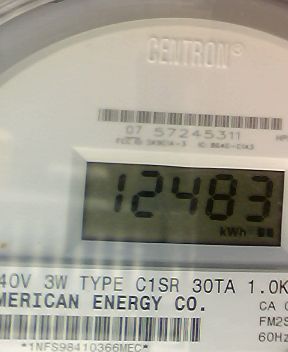 CENTRON®
07 57245311
12483
kWh
40V 3W TYPE C1SR 30TA 1.0K
MERICAN ENERGY CO.
CA
FM2S
60Hz
*1NFS98410366MEC*